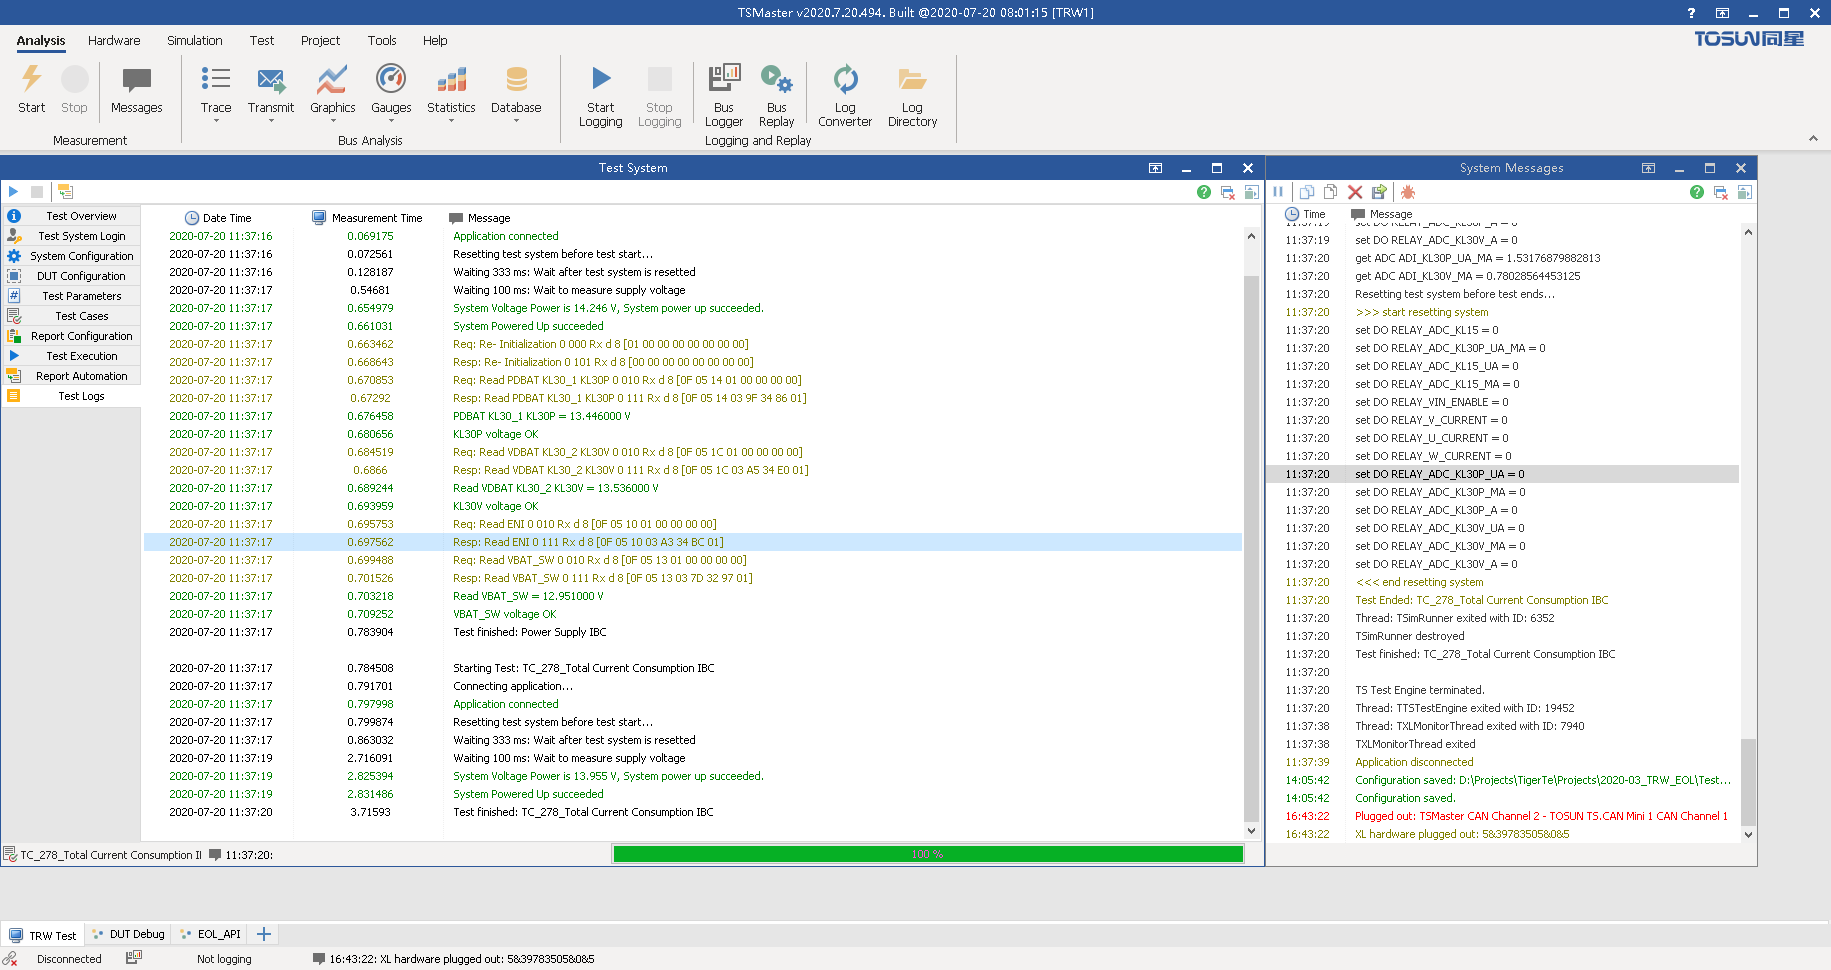 TSMaster v2020.7.20.494. Built @2020-07-20 08:01:15 [TRW1]
Analysis Hardware Simulation Test Project Tools Help
TOSUN同星
Start Stop Messages Trace Transmit Graphics Gauges Statistics Database Start Logging Stop Logging Bus Logger Bus Replay Log Converter Log Directory
Measurement Bus Analysis Logging and Replay
Test System
Test Overview
Test System Login
System Configuration
DUT Configuration
Test Parameters
Test Cases
Report Configuration
Test Execution
Report Automation
Test Logs
Date Time Measurement Time Message
2020-07-20 11:37:16 0.069175 Application connected
2020-07-20 11:37:16 0.072561 Resetting test system before test start...
2020-07-20 11:37:16 0.128187 Waiting 333 ms: Wait after test system is resetted
2020-07-20 11:37:17 0.54681 Waiting 100 ms: Wait to measure supply voltage
2020-07-20 11:37:17 0.654979 System Voltage Power is 14.246 V, System power up succeeded.
2020-07-20 11:37:17 0.661031 System Powered Up succeeded
2020-07-20 11:37:17 0.663462 Req: Re- Initialization 0 000 Rx d 8 [01 00 00 00 00 00 00 00]
2020-07-20 11:37:17 0.668643 Resp: Re- Initialization 0 101 Rx d 8 [00 00 00 00 00 00 00 00]
2020-07-20 11:37:17 0.670853 Req: Read PDBAT KL30_1 KL30P 0 010 Rx d 8 [0F 05 14 01 00 00 00 00]
2020-07-20 11:37:17 0.67292 Resp: Read PDBAT KL30_1 KL30P 0 111 Rx d 8 [0F 05 14 03 9F 34 86 01]
2020-07-20 11:37:17 0.676458 PDBAT KL30_1 KL30P = 13.446000 V
2020-07-20 11:37:17 0.680656 KL30P voltage OK
2020-07-20 11:37:17 0.684519 Req: Read VDBAT KL30_2 KL30V 0 010 Rx d 8 [0F 05 1C 01 00 00 00 00]
2020-07-20 11:37:17 0.6866 Resp: Read VDBAT KL30_2 KL30V 0 111 Rx d 8 [0F 05 1C 03 A5 34 E0 01]
2020-07-20 11:37:17 0.689244 Read VDBAT KL30_2 KL30V = 13.536000 V
2020-07-20 11:37:17 0.693959 KL30V voltage OK
2020-07-20 11:37:17 0.695753 Req: Read ENI 0 010 Rx d 8 [0F 05 10 01 00 00 00 00]
2020-07-20 11:37:17 0.697562 Resp: Read ENI 0 111 Rx d 8 [0F 05 10 03 A3 34 BC 01]
2020-07-20 11:37:17 0.699488 Req: Read VBAT_SW 0 010 Rx d 8 [0F 05 13 01 00 00 00 00]
2020-07-20 11:37:17 0.701526 Resp: Read VBAT_SW 0 111 Rx d 8 [0F 05 13 03 7D 32 97 01]
2020-07-20 11:37:17 0.703218 Read VBAT_SW = 12.951000 V
2020-07-20 11:37:17 0.709252 VBAT_SW voltage OK
2020-07-20 11:37:17 0.783904 Test finished: Power Supply IBC
2020-07-20 11:37:17 0.784508 Starting Test: TC_278_Total Current Consumption IBC
2020-07-20 11:37:17 0.791701 Connecting application...
2020-07-20 11:37:17 0.797998 Application connected
2020-07-20 11:37:17 0.799874 Resetting test system before test start...
2020-07-20 11:37:17 0.863032 Waiting 333 ms: Wait after test system is resetted
2020-07-20 11:37:19 2.716091 Waiting 100 ms: Wait to measure supply voltage
2020-07-20 11:37:19 2.825394 System Voltage Power is 13.955 V, System power up succeeded.
2020-07-20 11:37:19 2.831486 System Powered Up succeeded
2020-07-20 11:37:20 3.71593 Test finished: TC_278_Total Current Consumption IBC
TC_278_Total Current Consumption II 11:37:20: 100 %
System Messages
Time Message
11:37:19 set DO RELAY_ADC_KL30P_A = 0
11:37:19 set DO RELAY_ADC_KL30V_A = 0
11:37:20 get ADC ADI_KL30P_UA_MA = 1.53176879882813
11:37:20 get ADC ADI_KL30V_MA = 0.78028564453125
11:37:20 Resetting test system before test ends...
11:37:20 >>> start resetting system
11:37:20 set DO RELAY_ADC_KL15 = 0
11:37:20 set DO RELAY_ADC_KL30P_UA_MA = 0
11:37:20 set DO RELAY_ADC_KL15_UA = 0
11:37:20 set DO RELAY_ADC_KL15_MA = 0
11:37:20 set DO RELAY_VIN_ENABLE = 0
11:37:20 set DO RELAY_V_CURRENT = 0
11:37:20 set DO RELAY_U_CURRENT = 0
11:37:20 set DO RELAY_W_CURRENT = 0
11:37:20 set DO RELAY_ADC_KL30P_UA = 0
11:37:20 set DO RELAY_ADC_KL30P_MA = 0
11:37:20 set DO RELAY_ADC_KL30P_A = 0
11:37:20 set DO RELAY_ADC_KL30V_UA = 0
11:37:20 set DO RELAY_ADC_KL30V_MA = 0
11:37:20 set DO RELAY_ADC_KL30V_A = 0
11:37:20 <<< end resetting system
11:37:20 Test Ended: TC_278_Total Current Consumption IBC
11:37:20 Thread: TSimRunner exited with ID: 6352
11:37:20 TSimRunner destroyed
11:37:20 Test finished: TC_278_Total Current Consumption IBC
11:37:20
11:37:20 TS Test Engine terminated.
11:37:20 Thread: TTSTestEngine exited with ID: 19452
11:37:38 Thread: TXLMonitorThread exited with ID: 7940
11:37:38 TXLMonitorThread exited
11:37:39 Application disconnected
14:05:42 Configuration saved: D:\Projects\TigerTe\Projects\2020-03_TRW_EOL\Test...
14:05:42 Configuration saved.
16:43:22 Plugged out: TSMaster CAN Channel 2 - TOSUN TS.CAN Mini 1 CAN Channel 1
16:43:22 XL hardware plugged out: 5&39783505&0&5
TRW Test DUT Debug EOL_API
Disconnected Not logging 16:43:22: XL hardware plugged out: 5&39783505&0&5